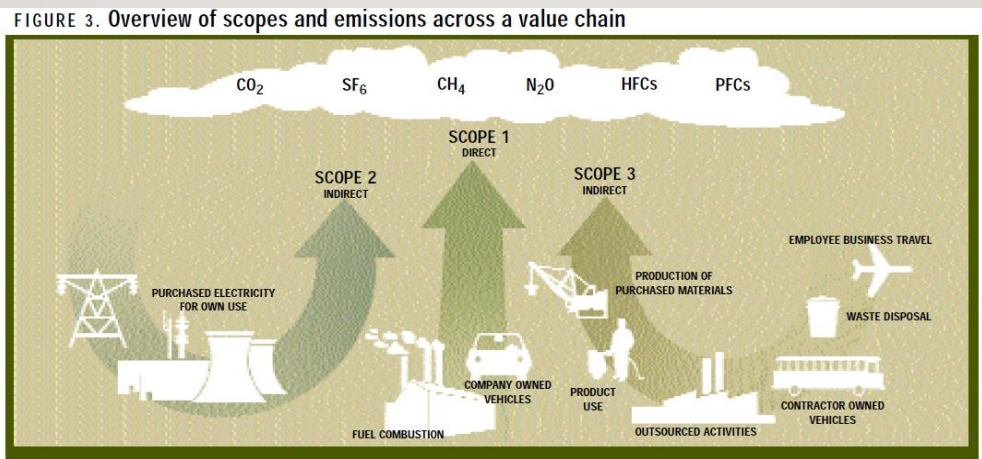 FIGURE 3. Overview of scopes and emissions across a value chain
CO₂ SF₆ CH₄ N₂O HFCs PFCs
SCOPE 1
DIRECT
SCOPE 2
INDIRECT
SCOPE 3
INDIRECT
EMPLOYEE BUSINESS TRAVEL
PURCHASED ELECTRICITY
FOR OWN USE
PRODUCTION OF
PURCHASED MATERIALS
WASTE DISPOSAL
COMPANY OWNED
VEHICLES
PRODUCT
USE
CONTRACTOR OWNED
VEHICLES
FUEL COMBUSTION
OUTSOURCED ACTIVITIES